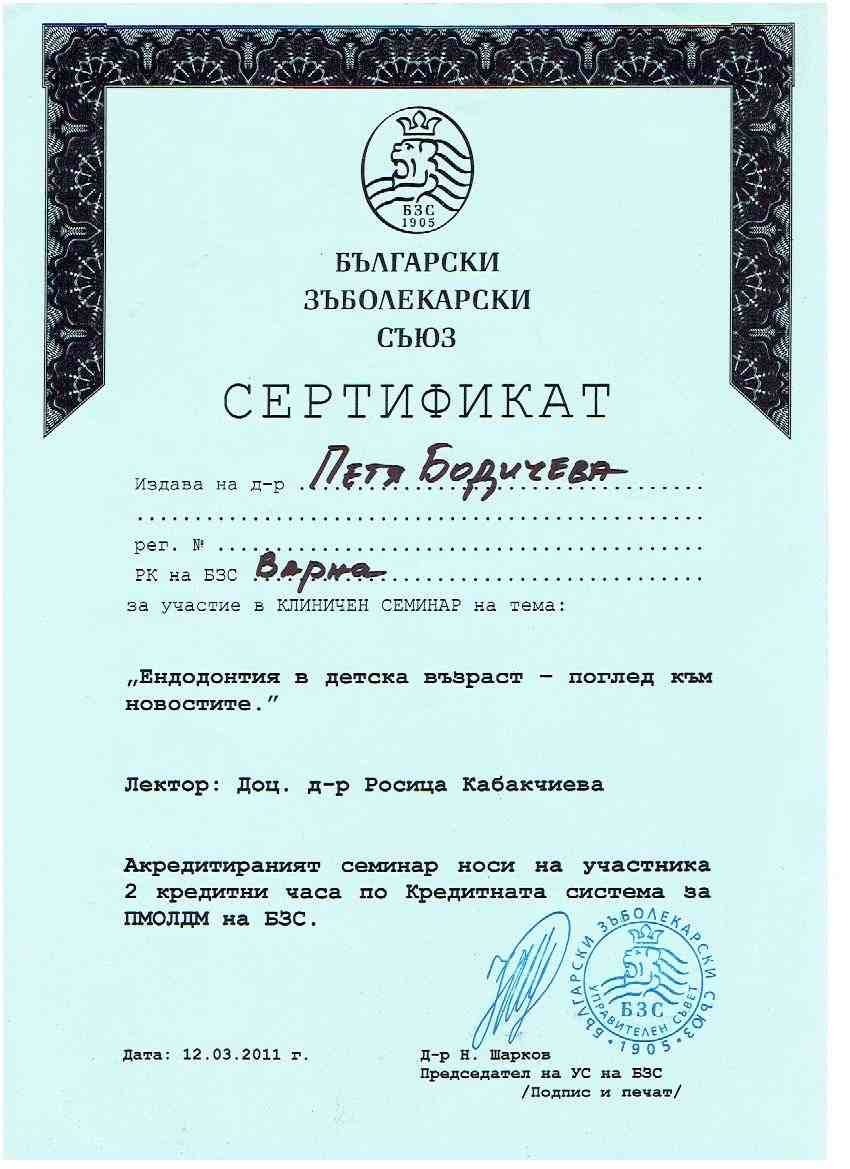 БЗС
1905
БЪЛГАРСКИ
ЗЪБОЛЕКАРСКИ
СЪЮЗ
СЕРТИФИКАТ
Издава на д-р Петя Бодичева
рег. №
РК на БЗС Варна
за участие в КЛИНИЧЕН СЕМИНАР на тема:
„Ендодонтия в детска възраст – поглед към
новостите.”
Лектор: Доц. д-р Росица Кабакчиева
Акредитираният семинар носи на участника
2 кредитни часа по Кредитната система за
ПМОЛДМ на БЗС.
БЪЛГАРСКИ ЗЪБОЛЕКАРСКИ СЪЮЗ
БЗС
УПРАВИТЕЛЕН СЪВЕТ
• 1905 •
Дата: 12.03.2011 г.
Д-р Н. Шарков
Председател на УС на БЗС
/Подпис и печат/